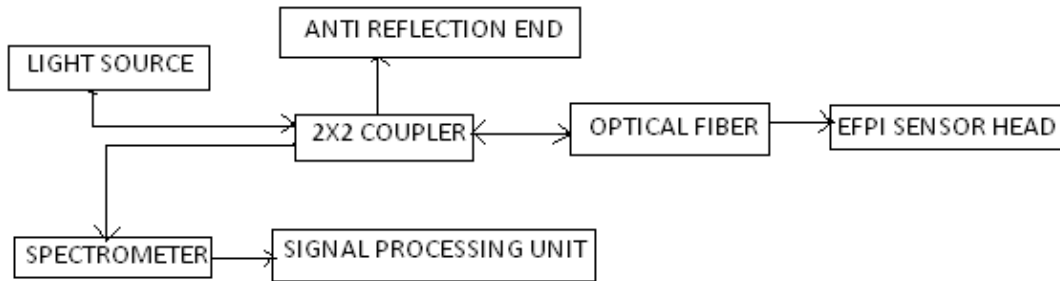 ANTI REFLECTION END
LIGHT SOURCE
2X2 COUPLER
OPTICAL FIBER
EFPI SENSOR HEAD
SPECTROMETER
SIGNAL PROCESSING UNIT